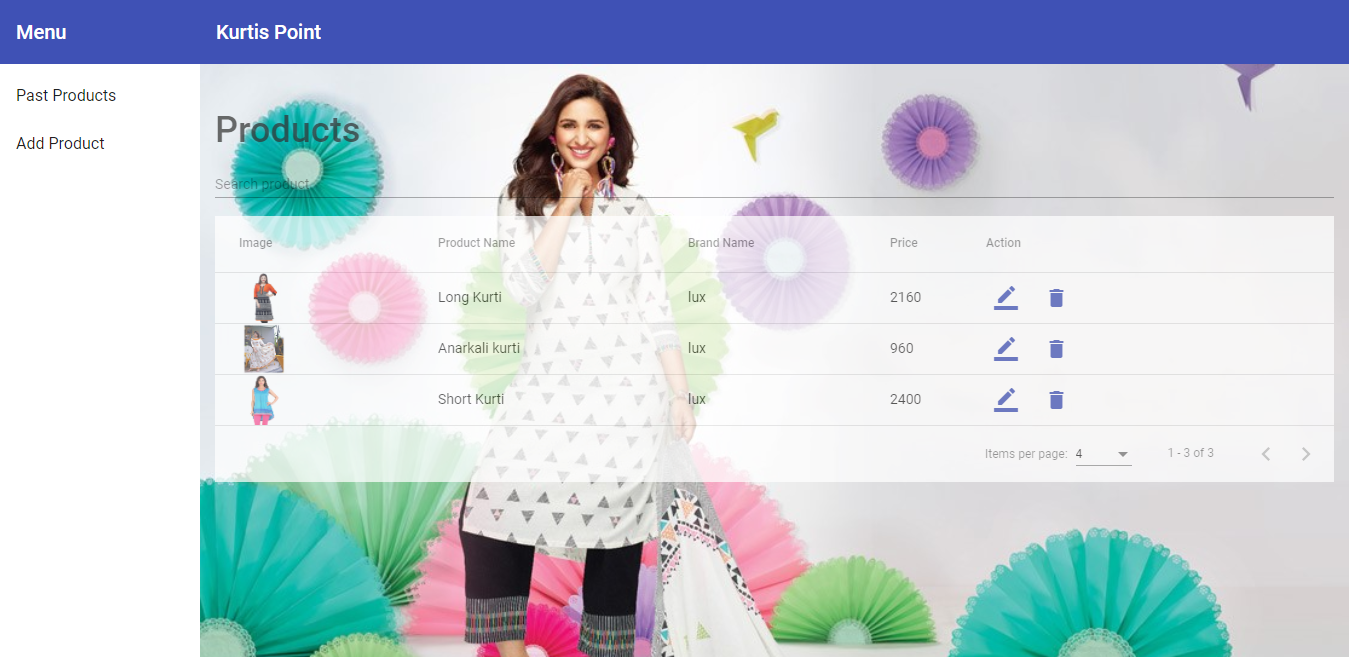 Menu
Kurtis Point
Past Products
Add Product
Products
Search product
Image Product Name Brand Name Price Action
Long Kurti lux 2160
Anarkali kurti lux 960
Short Kurti lux 2400
Items per page: 4 1 - 3 of 3